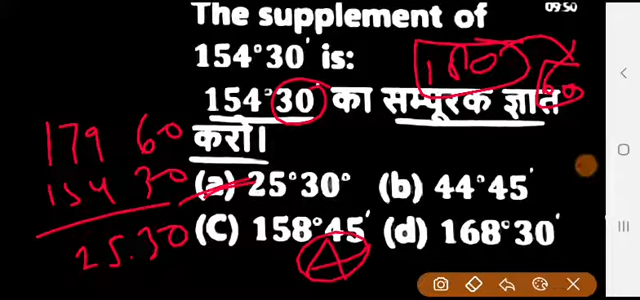 09:50
The supplement of
154°30' is:
180° 60
154°30' का सम्पूरक ज्ञात
करो।
179 60
154 30
25.30
(a) 25°30° (b) 44°45'
(C) 158°45' (d) 168°30'
A